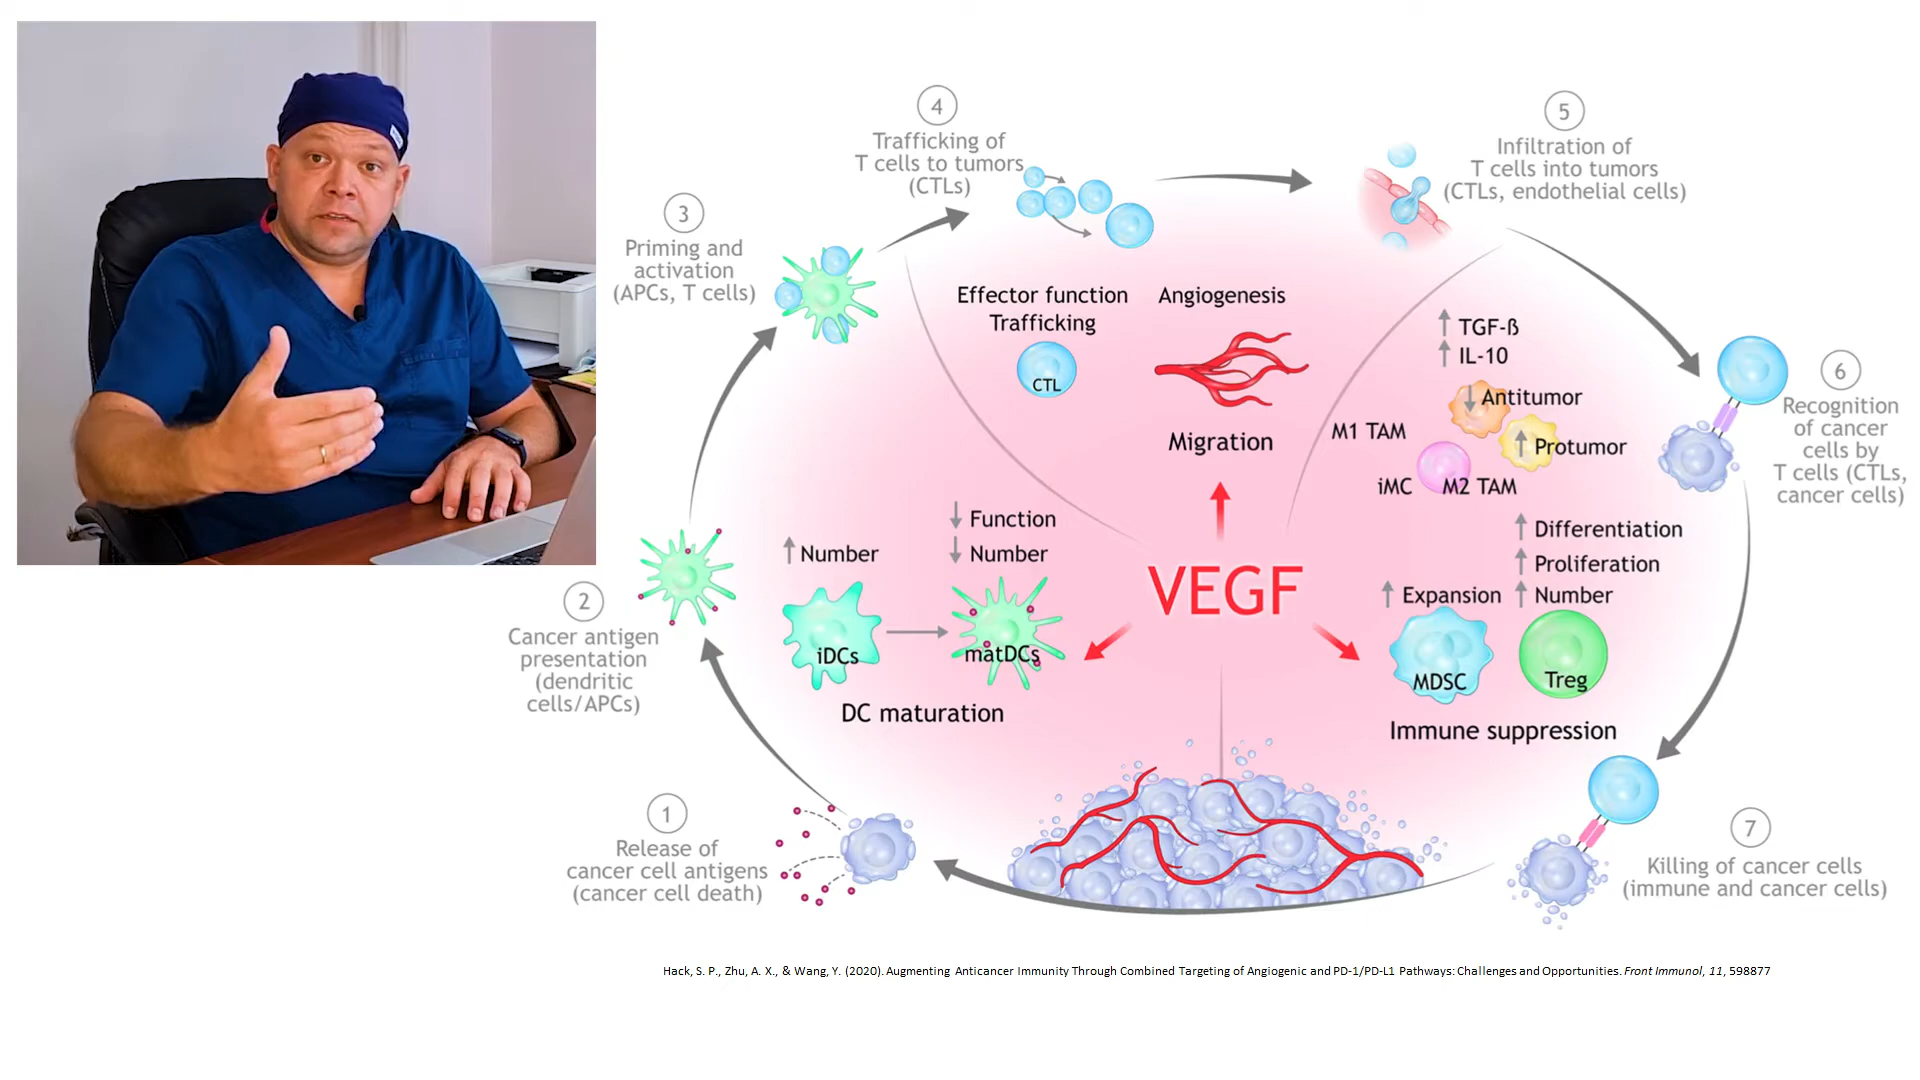 4
Trafficking of
T cells to tumors
(CTLs)
5
Infiltration of
T cells into tumors
(CTLs, endothelial cells)
3
Priming and
activation
(APCs, T cells)
Effector function
Trafficking
CTL
Angiogenesis
Migration
↑ TGF-ß
↑ IL-10
↓ Antitumor
M1 TAM
↑ Protumor
iMC
M2 TAM
6
Recognition
of cancer
cells by
T cells (CTLs,
cancer cells)
↓ Function
↑ Number
↓ Number
iDCs
matDCs
DC maturation
VEGF
↑ Differentiation
↑ Proliferation
↑ Expansion
↑ Number
MDSC
Treg
Immune suppression
2
Cancer antigen
presentation
(dendritic
cells/APCs)
1
Release of
cancer cell antigens
(cancer cell death)
7
Killing of cancer cells
(immune and cancer cells)
Hack, S. P., Zhu, A. X., & Wang, Y. (2020). Augmenting Anticancer Immunity Through Combined Targeting of Angiogenic and PD-1/PD-L1 Pathways: Challenges and Opportunities. Front Immunol, 11, 598877